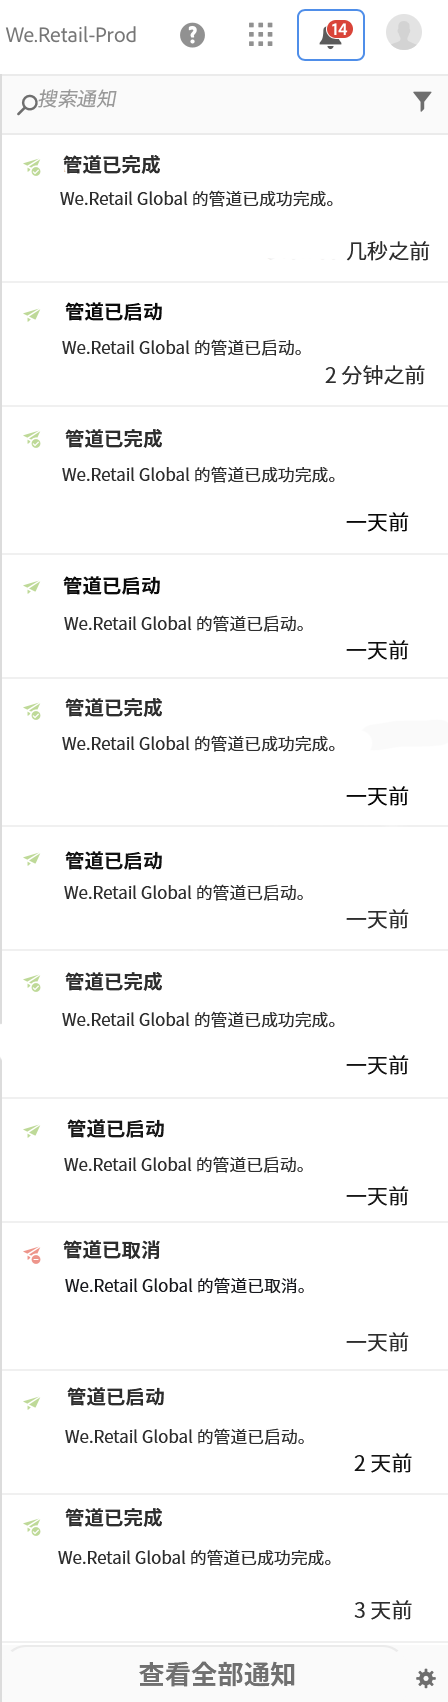 We.Retail-Prod
14
搜索通知
管道已完成
We.Retail Global 的管道已成功完成。
几秒之前
管道已启动
We.Retail Global 的管道已启动。
2 分钟之前
管道已完成
We.Retail Global 的管道已成功完成。
一天前
管道已启动
We.Retail Global 的管道已启动。
一天前
管道已完成
We.Retail Global 的管道已成功完成。
一天前
管道已启动
We.Retail Global 的管道已启动。
一天前
管道已完成
We.Retail Global 的管道已成功完成。
一天前
管道已启动
We.Retail Global 的管道已启动。
一天前
管道已取消
We.Retail Global 的管道已取消。
一天前
管道已启动
We.Retail Global 的管道已启动。
2 天前
管道已完成
We.Retail Global 的管道已成功完成。
3 天前
查看全部通知